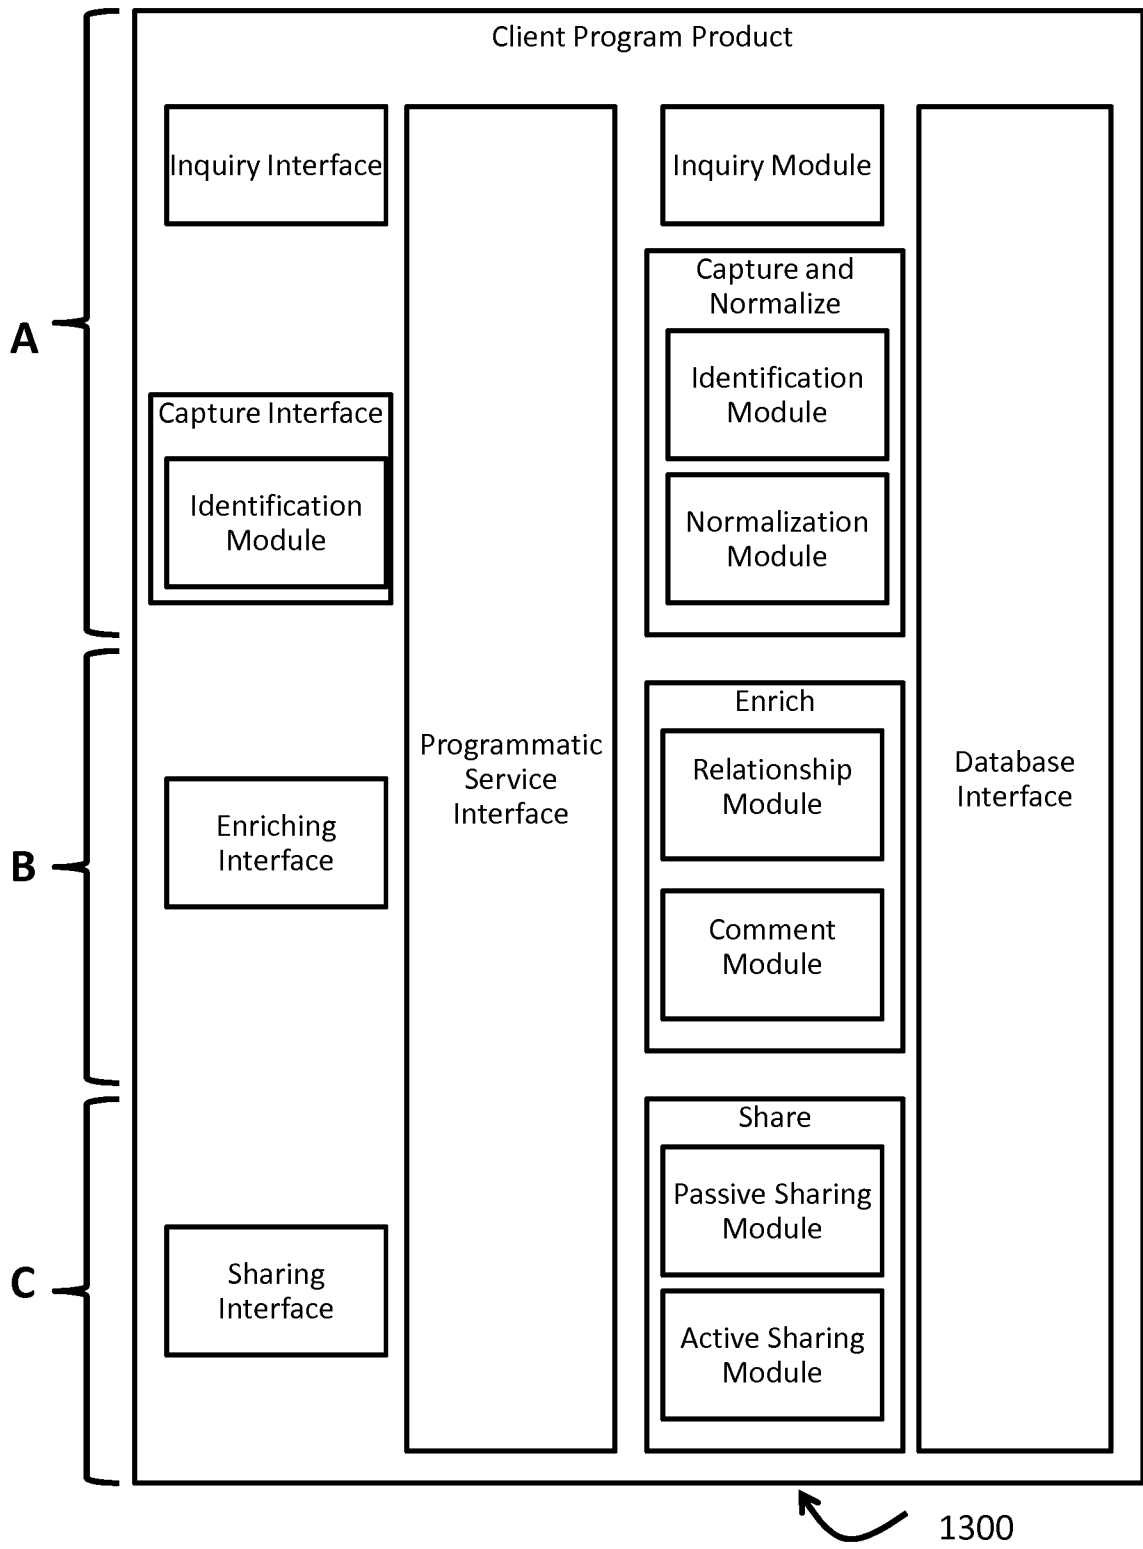 Client Program Product
A
Inquiry Interface
Capture Interface
Identification
Module
Inquiry Module
Capture and
Normalize
Identification
Module
Normalization
Module
B
Enriching
Interface
Programmatic
Service
Interface
Enrich
Relationship
Module
Comment
Module
Database
Interface
C
Sharing
Interface
Share
Passive Sharing
Module
Active Sharing
Module
1300